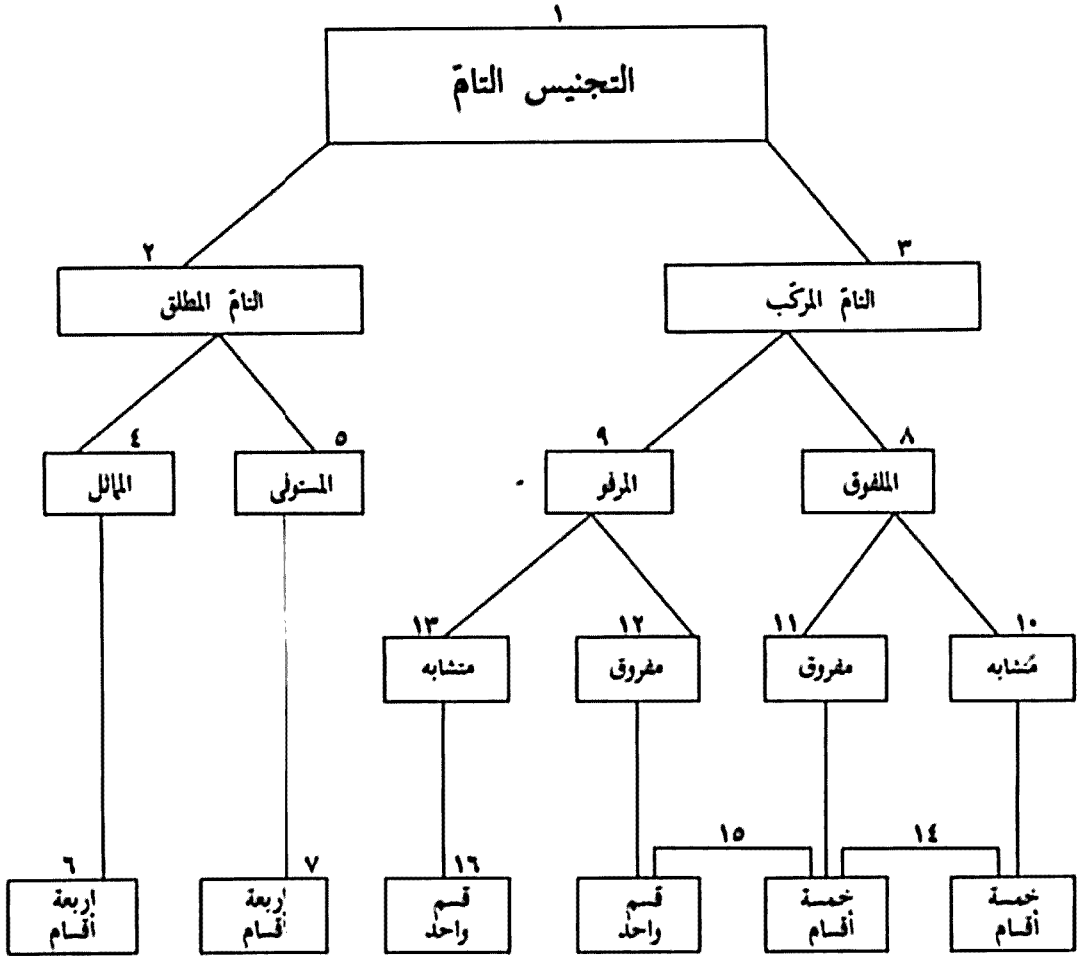 ١
التجنيس التامّ
٣
٢
التامّ المركّب
التامّ المطلق
٨
٩
٥
٤
الملفوق
المرفو
المستوفى
المماثل
١٠
١١
١٢
١٣
مُتشابه
مفروق
مفروق
متشابه
١٤
١٥
١٦
٧
٦
خمسة
أقسام
خمسة
أقسام
قسم
واحد
قسم
واحد
اربعة
أقسام
اربعة
أقسام